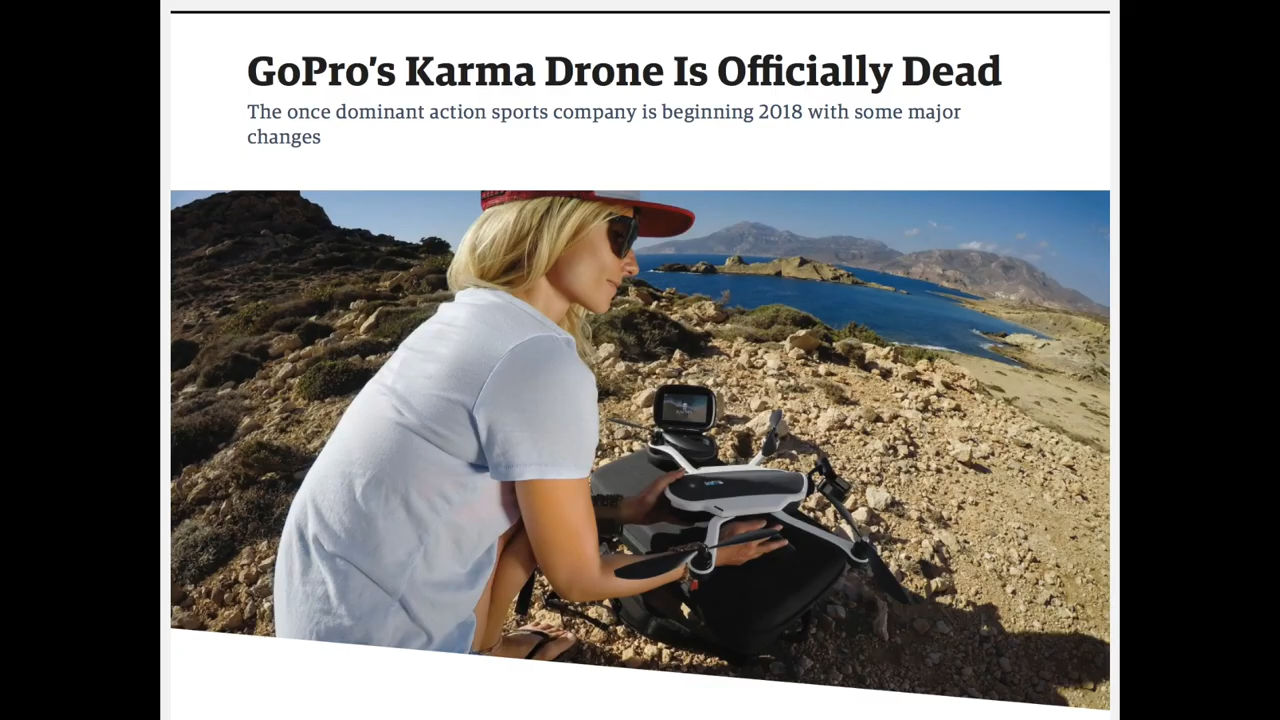 GoPro's Karma Drone Is Officially Dead
The once dominant action sports company is beginning 2018 with some major
changes